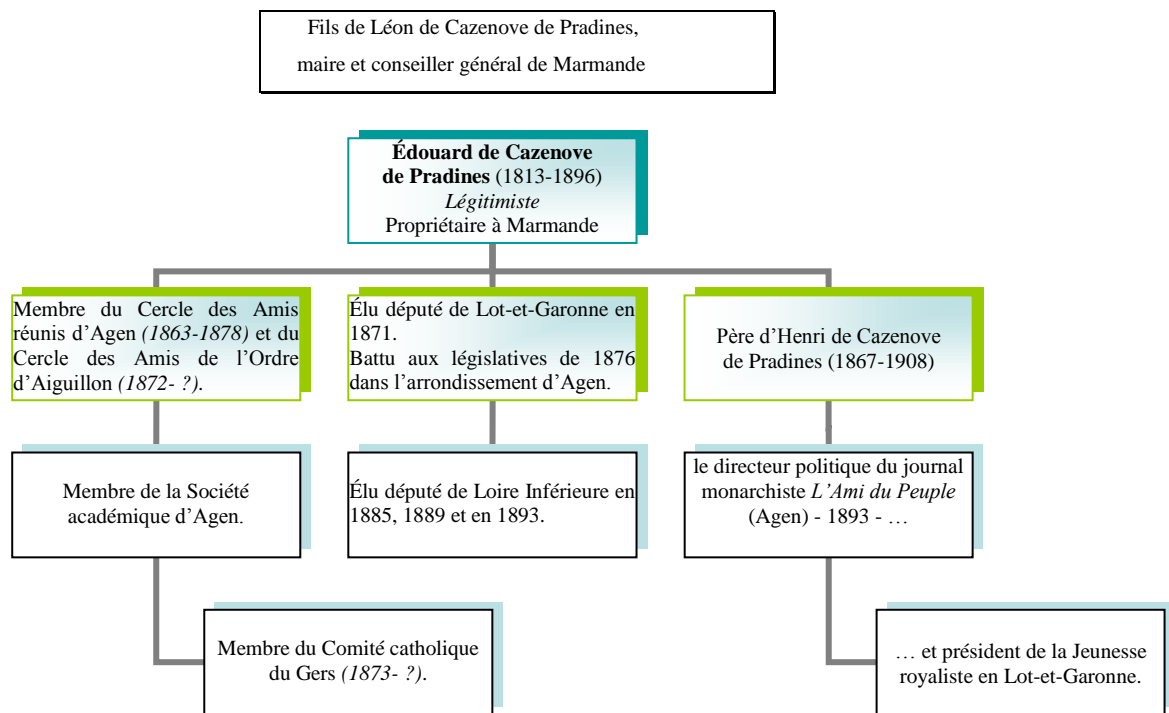 Fils de Léon de Cazenove de Pradines,
maire et conseiller général de Marmande
Édouard de Cazenove
de Pradines (1813-1896)
Légitimiste
Propriétaire à Marmande
Membre du Cercle des Amis
réunis d’Agen (1863-1878) et du
Cercle des Amis de l’Ordre
d’Aiguillon (1872- ?).
Élu député de Lot-et-Garonne en
1871.
Battu aux législatives de 1876
dans l’arrondissement d’Agen.
Père d’Henri de Cazenove
de Pradines (1867-1908)
Membre de la Société
académique d’Agen.
Élu député de Loire Inférieure en
1885, 1889 et en 1893.
le directeur politique du journal
monarchiste L’Ami du Peuple
(Agen) - 1893 - …
Membre du Comité catholique
du Gers (1873- ?).
… et président de la Jeunesse
royaliste en Lot-et-Garonne.